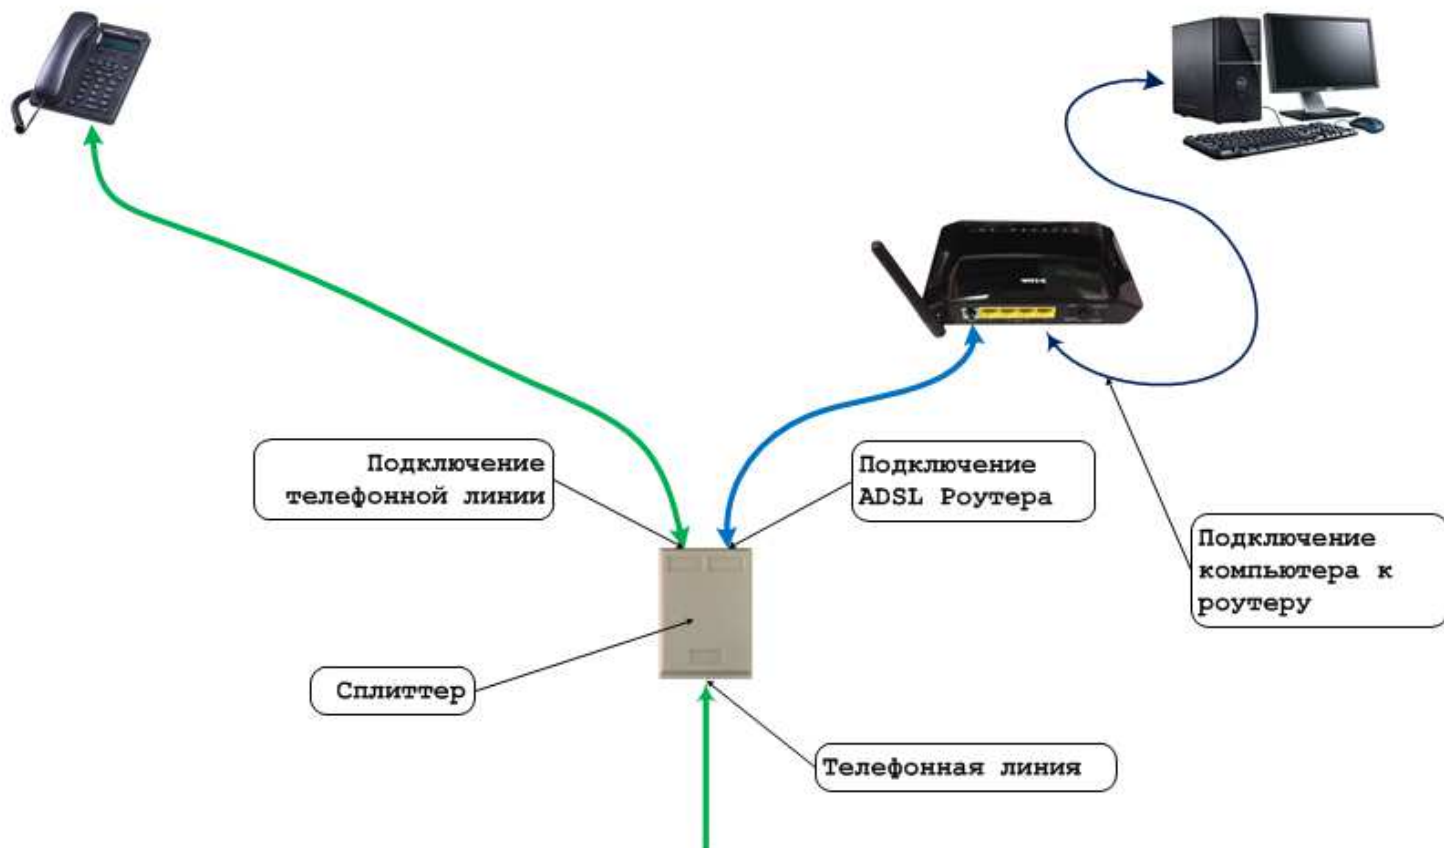 Подключение
телефонной линии
Подключение
ADSL Роутера
Подключение
компьютера к
роутеру
Сплиттер
Телефонная линия